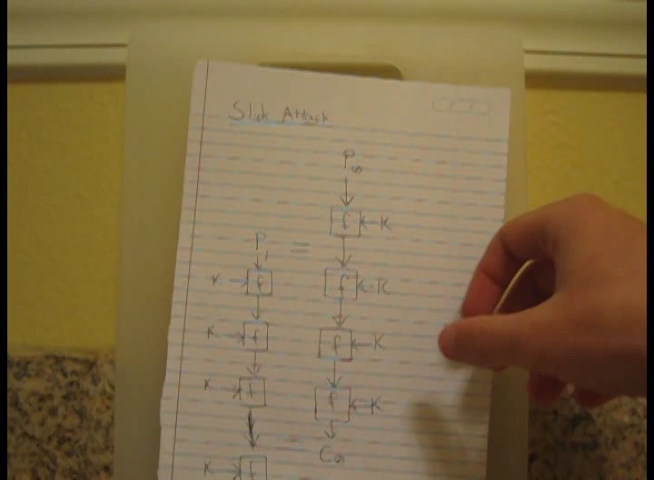 Slide Attack
P0
f ← K
P1 =
K → f f ← K
K → f f ← K
K → f f ← K
= C0
K → f